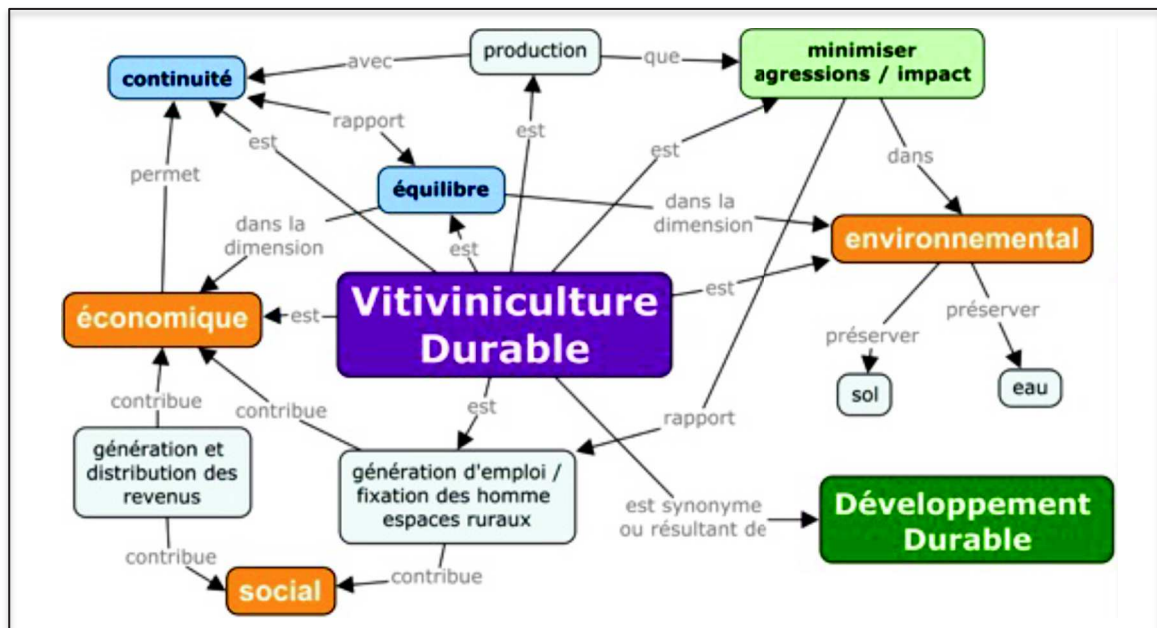 production
minimiser
agressions / impact
continuité
avec
que
rapport
est
est
est
permet
dans
équilibre
dans la
dimension
dans la
dimension
est
environnemental
Vitiviniculture
Durable
est
économique
est
préserver
préserver
sol
eau
contribue
contribue
est
rapport
génération et
distribution des
revenus
génération d'emploi /
fixation des homme
espaces ruraux
est synonyme
ou résultant de
Développement
Durable
contribue
contribue
social